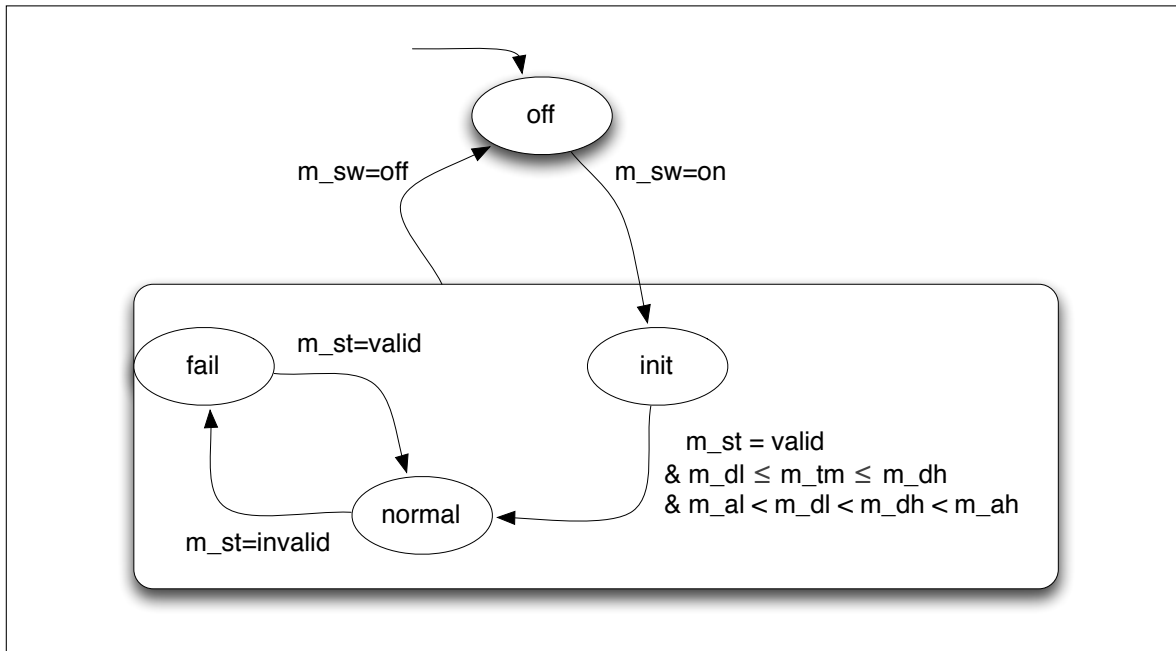 off
m_sw=off
m_sw=on
m_st=valid
fail
init
m_st = valid
& m_dl ≤ m_tm ≤ m_dh
& m_al < m_dl < m_dh < m_ah
normal
m_st=invalid